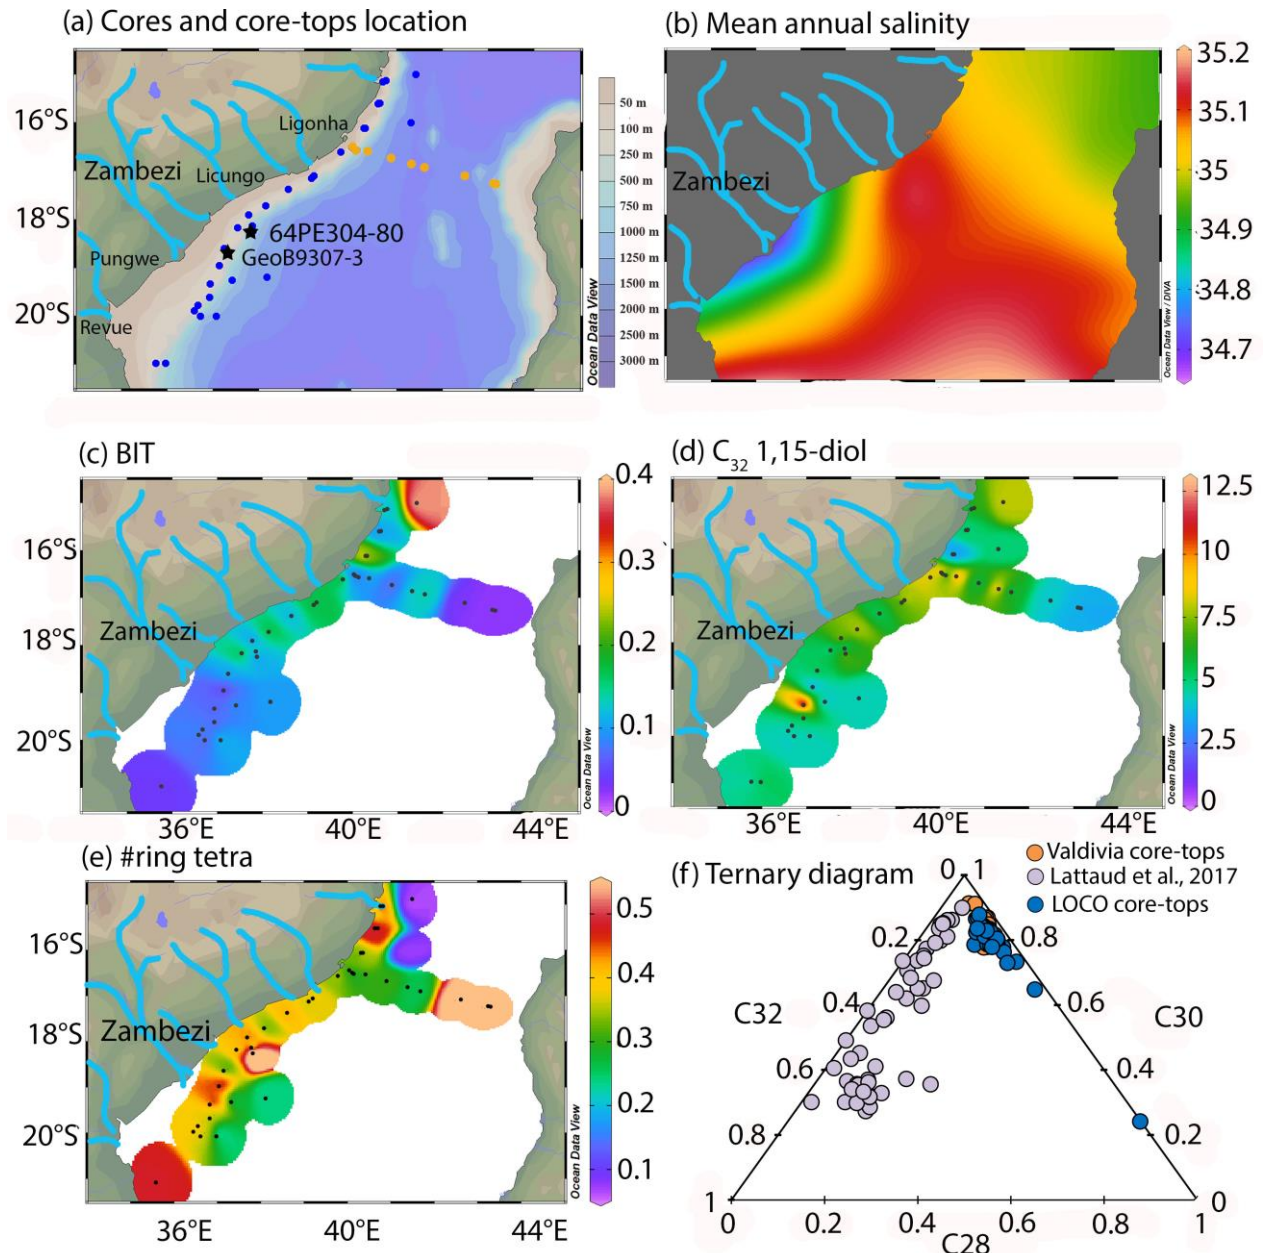 (a) Cores and core-tops location
16°S
18°S
20°S
Ligonha
Zambezi
Licungo
64PE304-80
GeoB9307-3
Pungwe
Revue
50 m
100 m
250 m
500 m
750 m
1000 m
1250 m
1500 m
2000 m
2500 m
3000 m
Ocean Data View
(b) Mean annual salinity
Zambezi
35.2
35.1
35
34.9
34.8
34.7
Ocean Data View / DIVA
(c) BIT
16°S
18°S
20°S
Zambezi
36°E
40°E
44°E
0.4
0.3
0.2
0.1
0
Ocean Data View
(d) C32 1,15-diol
16°S
18°S
20°S
Zambezi
36°E
40°E
44°E
12.5
10
7.5
5
2.5
0
Ocean Data View
(e) #ring tetra
16°S
18°S
20°S
Zambezi
36°E
40°E
44°E
0.5
0.4
0.3
0.2
0.1
Ocean Data View
(f) Ternary diagram
Valdivia core-tops
Lattaud et al., 2017
LOCO core-tops
0
0.2
0.4
0.6
0.8
1
C32
1
0.8
0.6
0.4
0.2
0
C30
0
0.2
0.4
0.6
0.8
1
C28